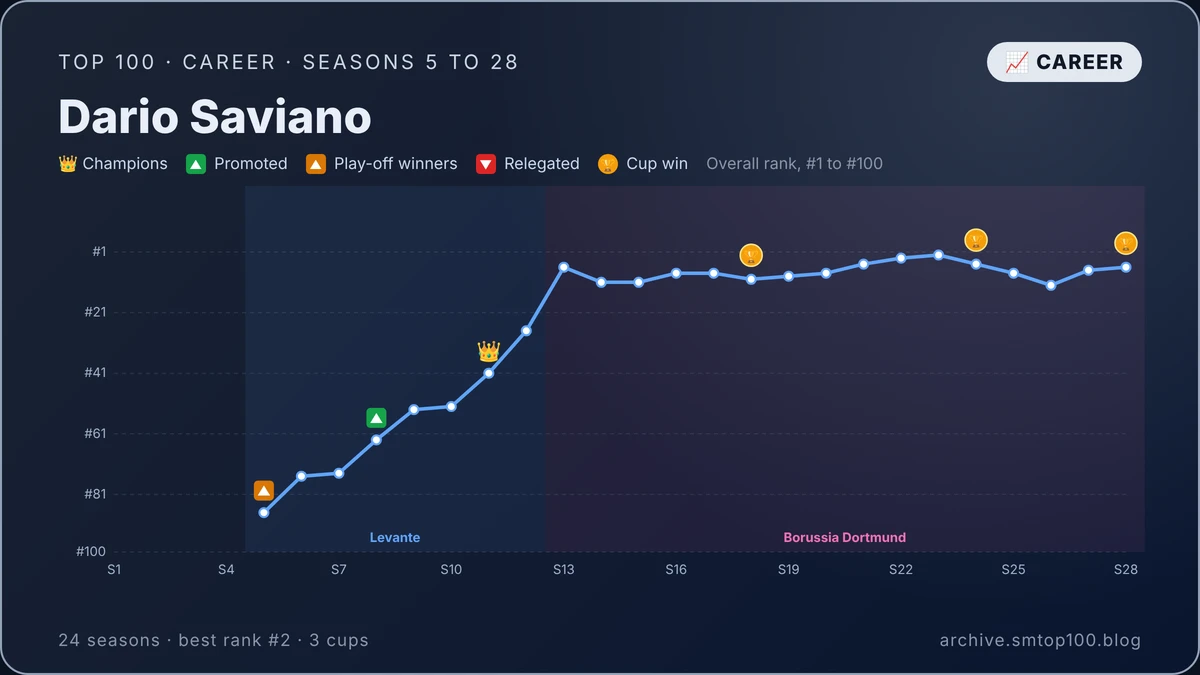 TOP 100 · CAREER · SEASONS 5 TO 28
CAREER
Dario Saviano
Champions Promoted Play-off winners Relegated Cup win Overall rank, #1 to #100
#1
#21
#41
#61
#81
#100
Levante
Borussia Dortmund
S1 S4 S7 S10 S13 S16 S19 S22 S25 S28
24 seasons · best rank #2 · 3 cups
archive.smtop100.blog